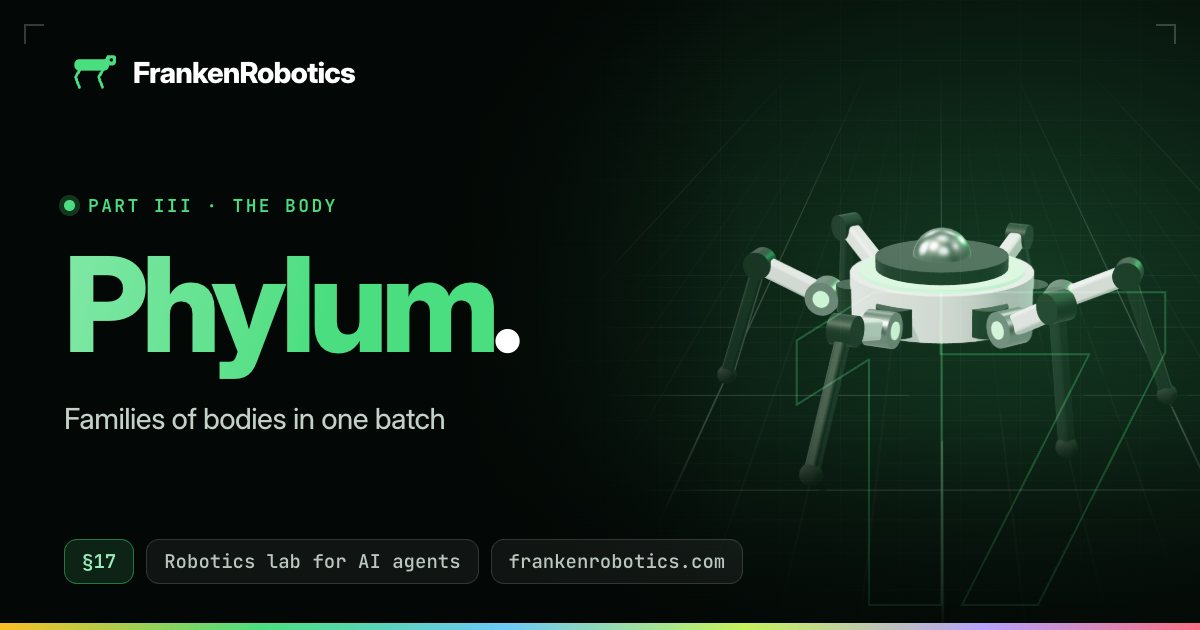 FrankenRobotics
PART III · THE BODY
Phylum.
Families of bodies in one batch
§17
Robotics lab for AI agents
frankenrobotics.com